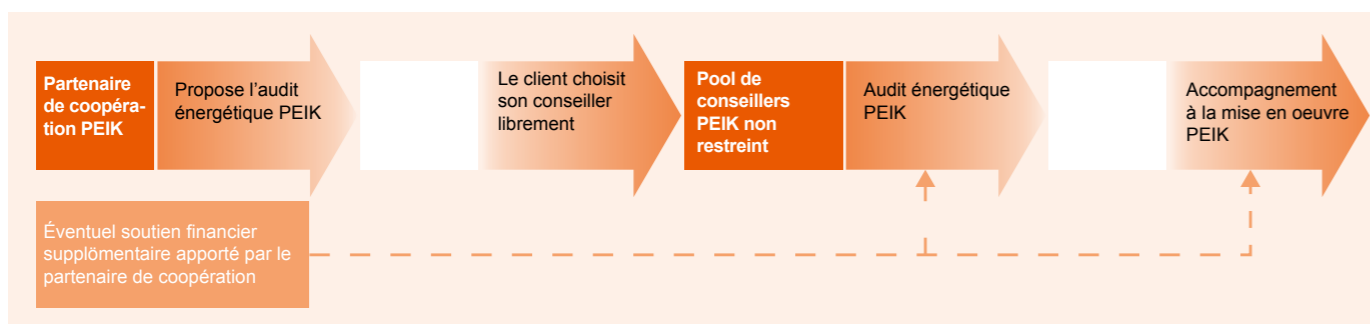 Partenaire
de coopéra-
tion PEIK
Propose l'audit
énergétique PEIK
Le client choisit
son conseiller
librement
Pool de
conseillers
PEIK non
restreint
Audit énergétique
PEIK
Accompagnement
à la mise en oeuvre
PEIK
Éventuel soutien financier
supplömentaire apporté par le
partenaire de coopération